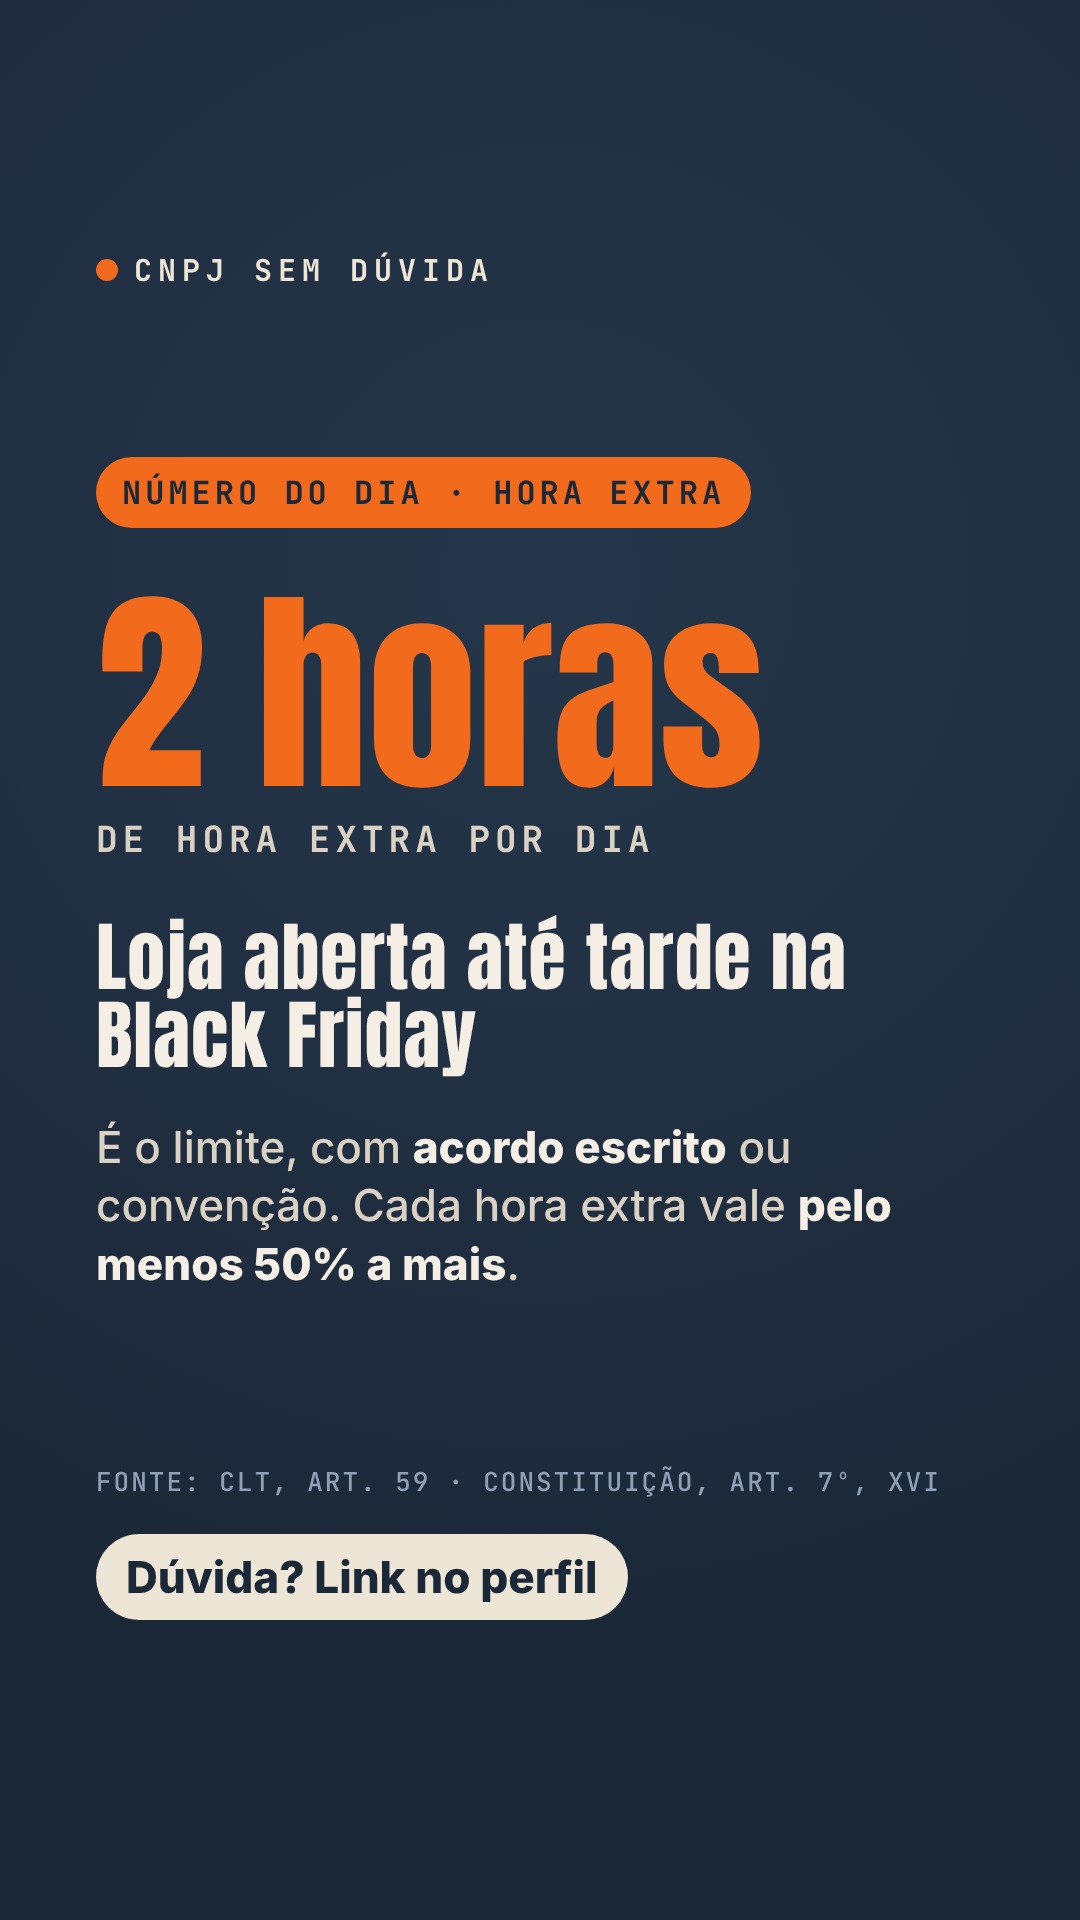 CNPJ SEM DÚVIDA
NÚMERO DO DIA · HORA EXTRA
2 horas
DE HORA EXTRA POR DIA
Loja aberta até tarde na
Black Friday
É o limite, com acordo escrito ou
convenção. Cada hora extra vale pelo
menos 50% a mais.
FONTE: CLT, ART. 59 · CONSTITUIÇÃO, ART. 7º, XVI
Dúvida? Link no perfil